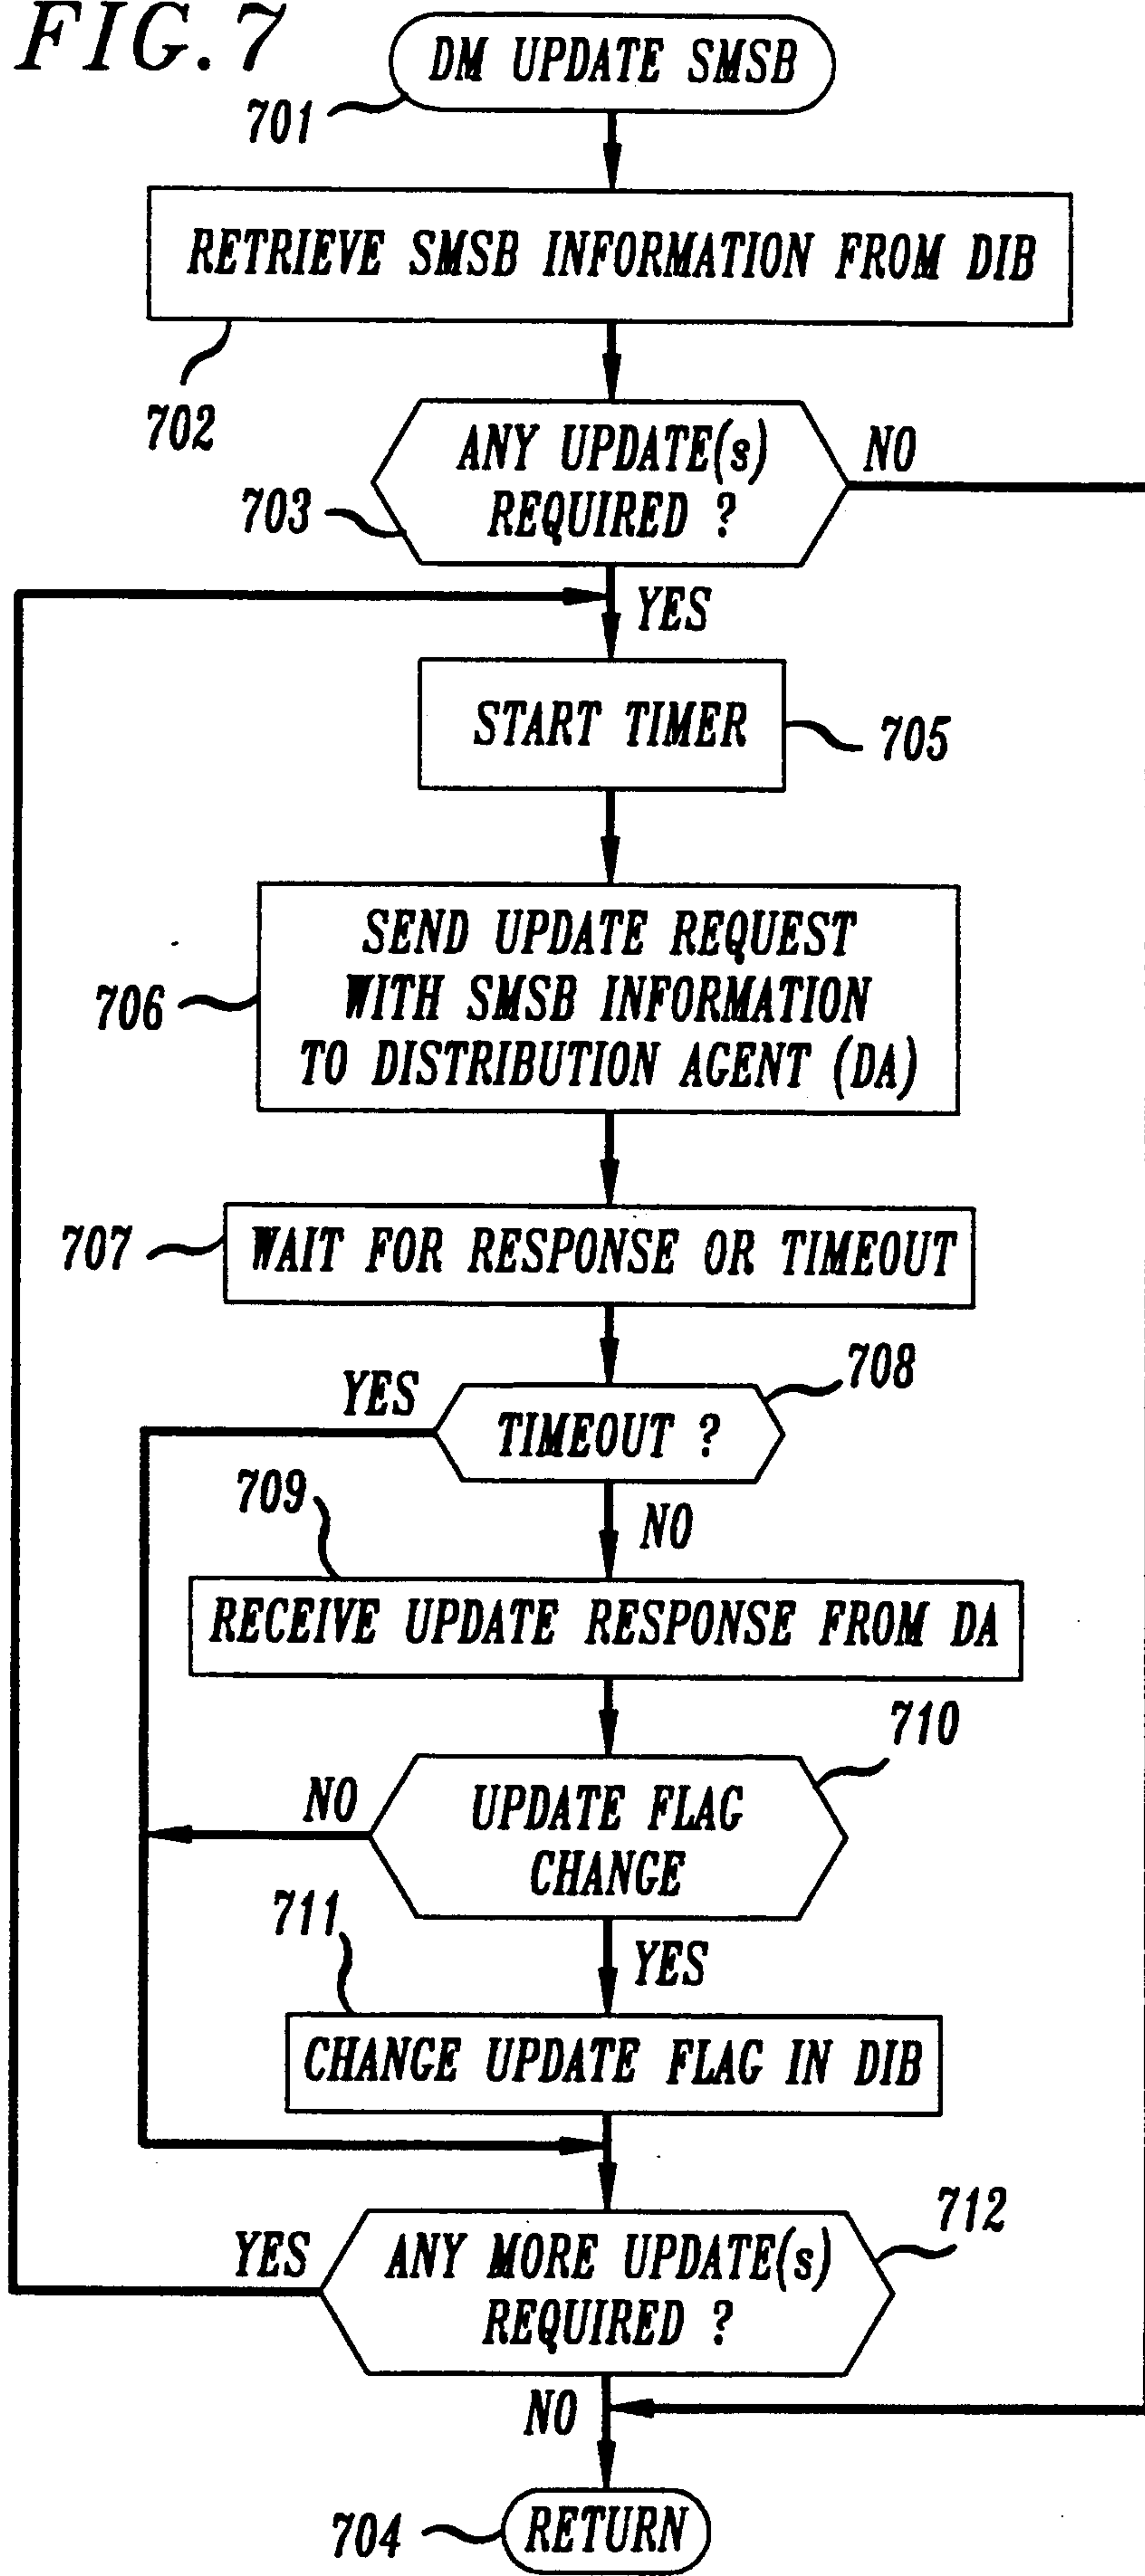 FIG. 7
DM UPDATE SMSB
701
RETRIEVE SMSB INFORMATION FROM DIB
702
ANY UPDATE(s)
REQUIRED ?
NO
703
YES
START TIMER
705
SEND UPDATE REQUEST
WITH SMSB INFORMATION
TO DISTRIBUTION AGENT (DA)
706
WAIT FOR RESPONSE OR TIMEOUT
707
708
YES
TIMEOUT ?
709
NO
RECEIVE UPDATE RESPONSE FROM DA
710
NO
UPDATE FLAG
CHANGE
711
YES
CHANGE UPDATE FLAG IN DIB
712
YES
ANY MORE UPDATE(s)
REQUIRED ?
NO
704
RETURN